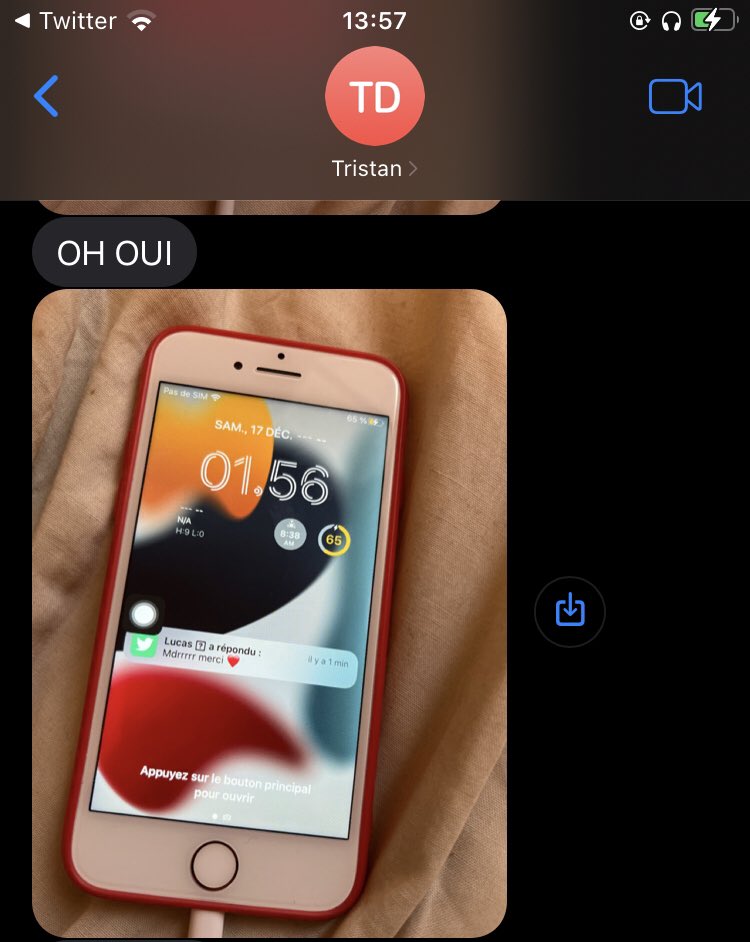 Twitter
13:57
TD
Tristan
OH OUI
Pas de SIM
65 %
SAM., 17 DÉC. --- --
01:56
--- --
N/A
H:9 L:0
8:38
AM
65
Lucas ? a répondu :
il y a 1 min
Mdrrrrr merci ❤️
Appuyez sur le bouton principal
pour ouvrir